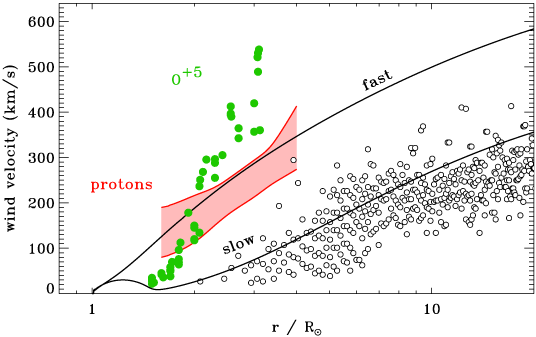 600
500
400
300
200
100
0
wind velocity (km/s)
O+5
protons
fast
slow
1
10
r / R⊙